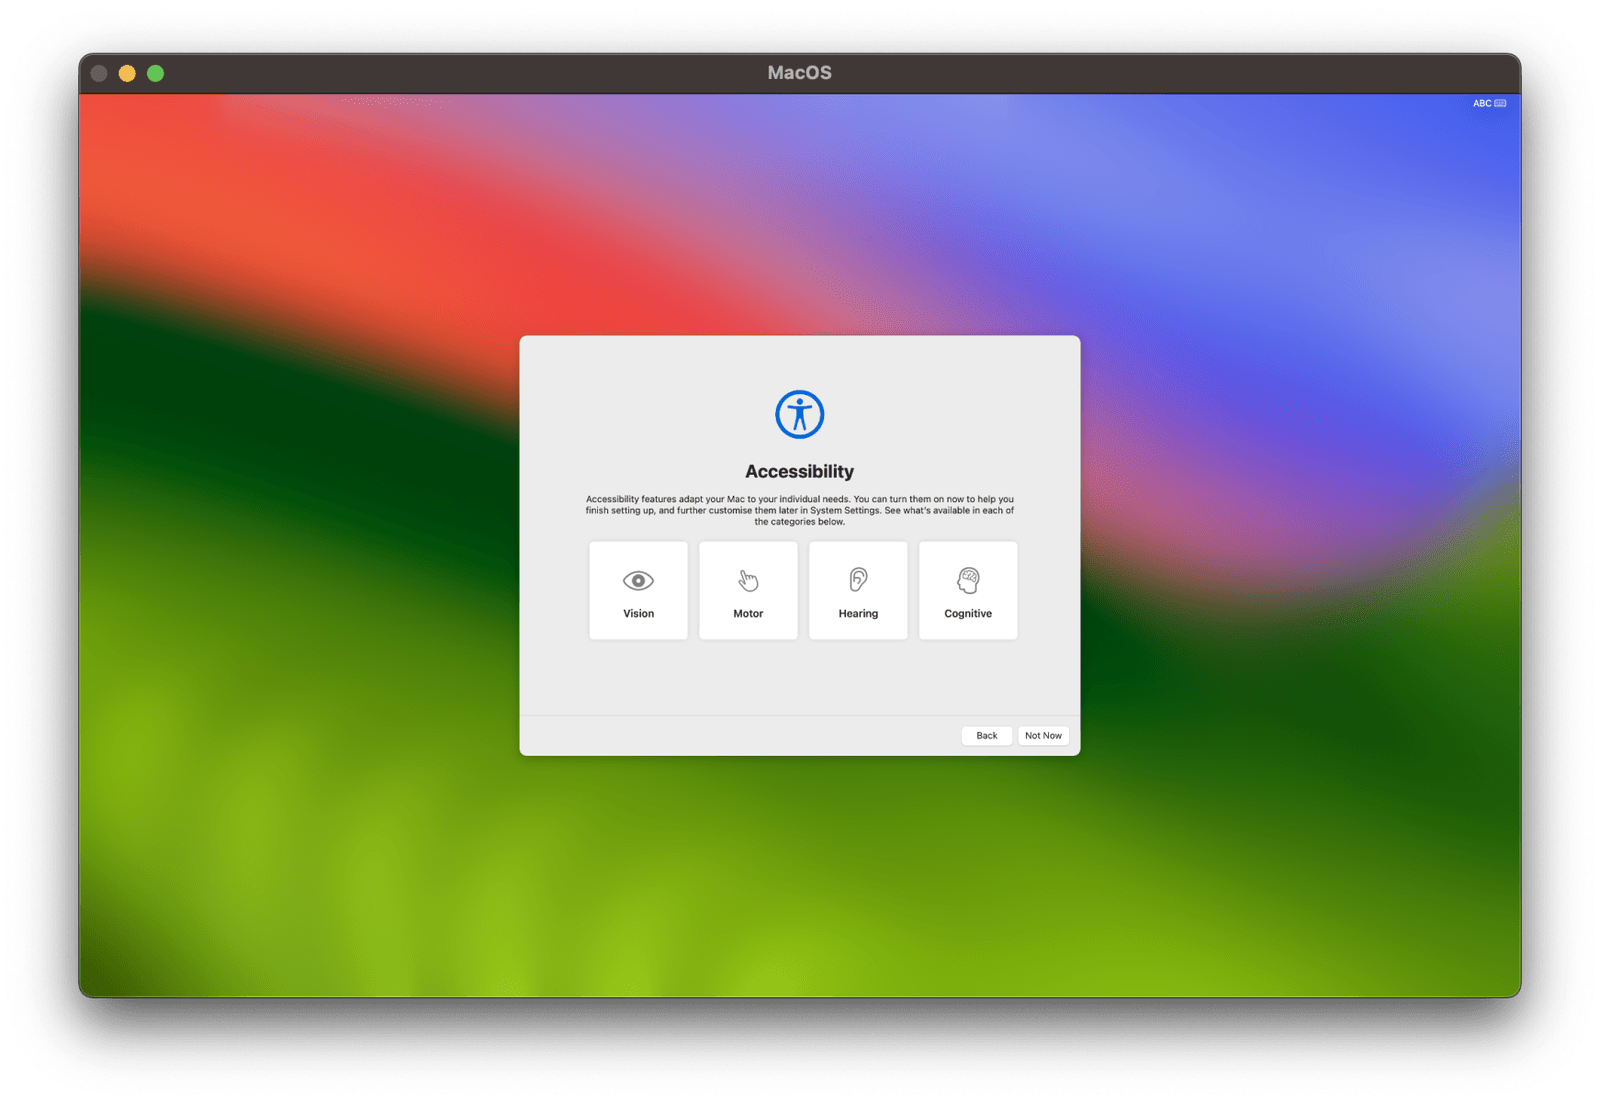 MacOS
ABC
Accessibility
Accessibility features adapt your Mac to your individual needs. You can turn them on now to help you
finish setting up, and further customise them later in System Settings. See what's available in each of
the categories below.
Vision
Motor
Hearing
Cognitive
Back
Not Now